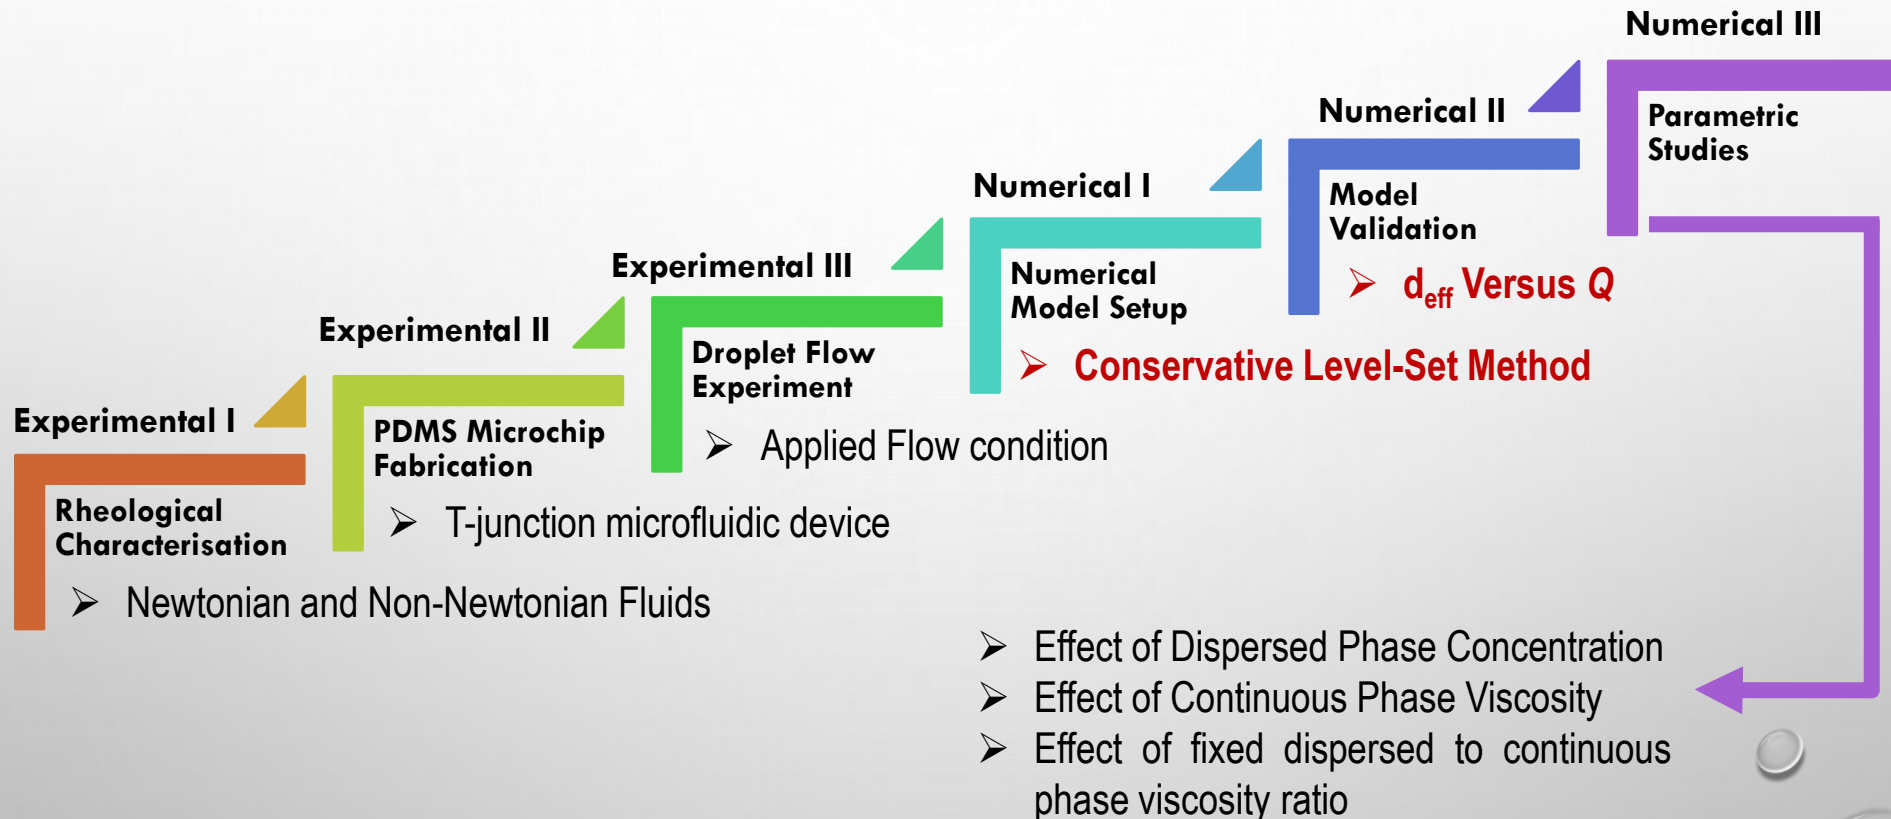 Experimental I
Rheological
Characterisation
➢ Newtonian and Non-Newtonian Fluids
Experimental II
PDMS Microchip
Fabrication
➢ T-junction microfluidic device
Experimental III
Droplet Flow
Experiment
➢ Applied Flow condition
Numerical I
Numerical
Model Setup
➢ Conservative Level-Set Method
Numerical II
Model
Validation
➢ d_eff Versus Q
Numerical III
Parametric
Studies
➢ Effect of Dispersed Phase Concentration
➢ Effect of Continuous Phase Viscosity
➢ Effect of fixed dispersed to continuous
phase viscosity ratio